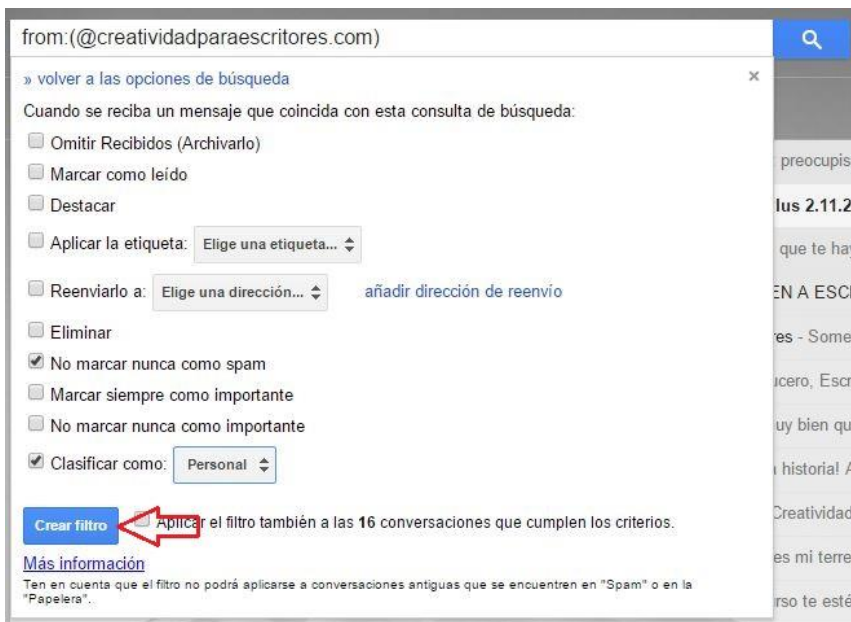 from:(@creatividadparaescritores.com)
» volver a las opciones de búsqueda
×
Cuando se reciba un mensaje que coincida con esta consulta de búsqueda:
Omitir Recibidos (Archivarlo)
Marcar como leído
Destacar
Aplicar la etiqueta: Elige una etiqueta...
Reenviarlo a: Elige una dirección... añadir dirección de reenvío
Eliminar
No marcar nunca como spam
Marcar siempre como importante
No marcar nunca como importante
Clasificar como: Personal
Crear filtro Aplicar el filtro también a las 16 conversaciones que cumplen los criterios.
Más información
Ten en cuenta que el filtro no podrá aplicarse a conversaciones antiguas que se encuentren en "Spam" o en la
"Papelera".
preocupis
lus 2.11.2
que te ha
EN A ESC
res - Some
ucero, Escr
uy bien qu
historia! A
Creatividad
es mi terre
rso te esté